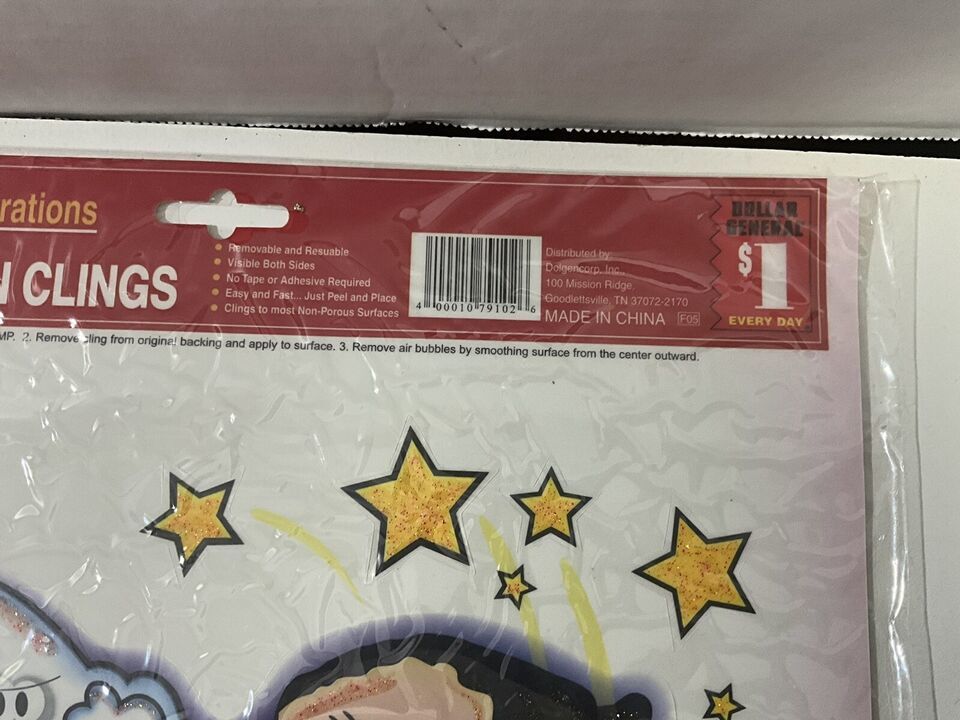 rations
CLINGS
Removable and Resuable
Visible Both Sides
No Tape or Adhesive Required
Easy and Fast... Just Peel and Place
Clings to most Non-Porous Surfaces
4 00010 79102 6
Distributed by:
Dolgencorp, Inc.,
100 Mission Ridge,
Goodlettsville, TN 37072-2170
MADE IN CHINA F05
DOLLAR
GENERAL
$1
EVERY DAY
MP. 2. Remove cling from original backing and apply to surface. 3. Remove air bubbles by smoothing surface from the center outward.